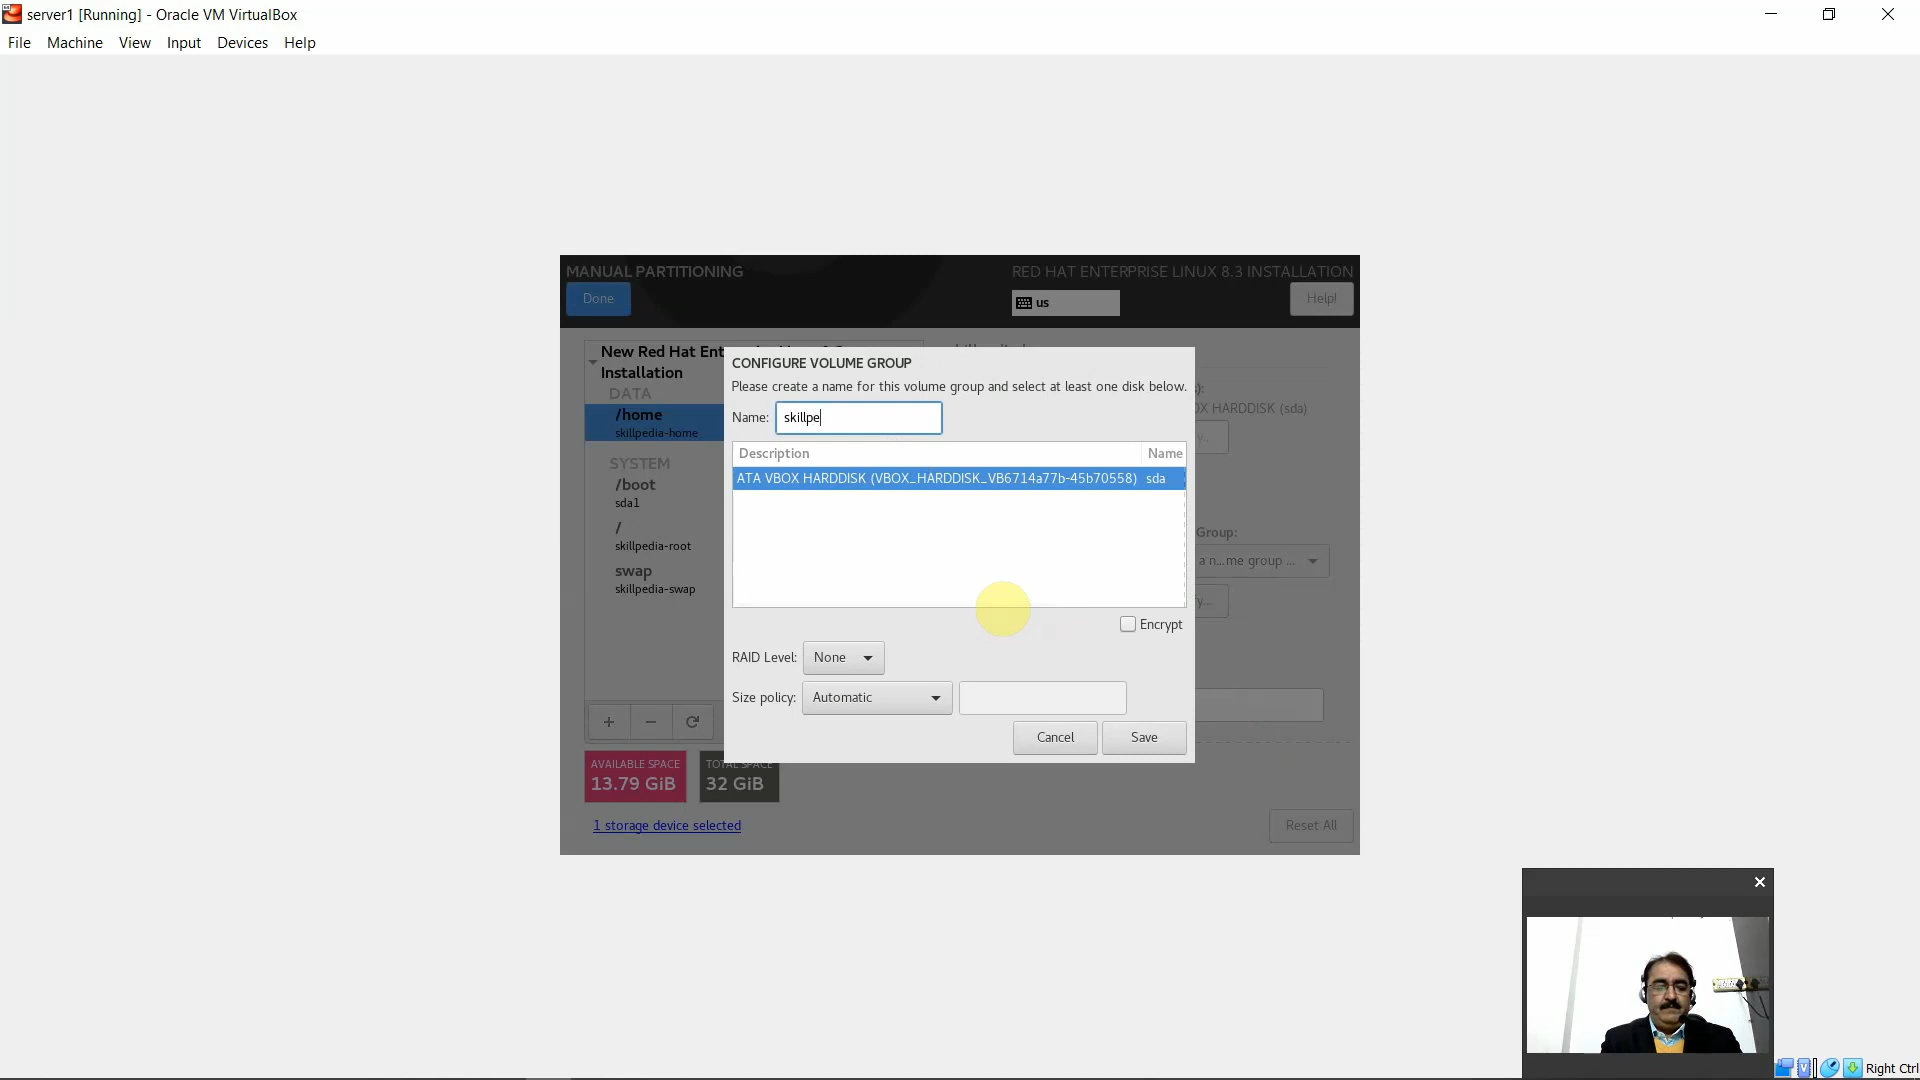 server1 [Running] - Oracle VM VirtualBox
File Machine View Input Devices Help
MANUAL PARTITIONING
RED HAT ENTERPRISE LINUX 8.3 INSTALLATION
Done
us
Help!
New Red Hat Ent
Installation
DATA
/home
skillpedia-home
SYSTEM
/boot
sda1
/
skillpedia-root
swap
skillpedia-swap
CONFIGURE VOLUME GROUP
Please create a name for this volume group and select at least one disk below.
Name: skillpe
Description Name
ATA VBOX HARDDISK (VBOX_HARDDISK_VB6714a77b-45b70558) sda
Encrypt
RAID Level: None
Size policy: Automatic
Cancel Save
HARDDISK (sda)
Group:
a n...me group ...
+ −
AVAILABLE SPACE
13.79 GiB
TOTAL SPACE
32 GiB
1 storage device selected
Reset All
Right Ctrl